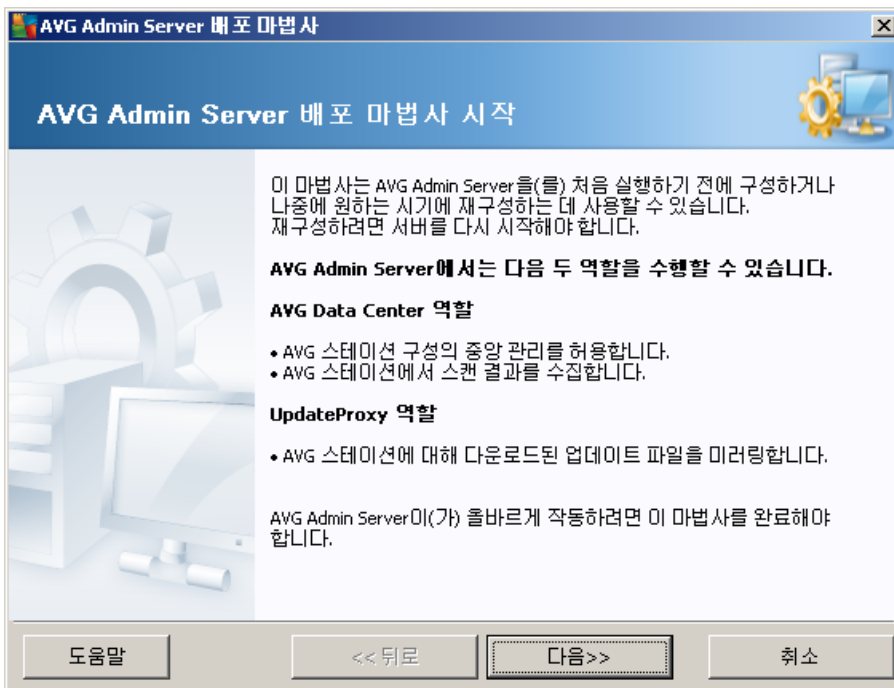 AVG Admin Server 배포 마법사
AVG Admin Server 배포 마법사 시작
이 마법사는 AVG Admin Server을(를) 처음 실행하기 전에 구성하거나
나중에 원하는 시기에 재구성하는 데 사용할 수 있습니다.
재구성하려면 서버를 다시 시작해야 합니다.
AVG Admin Server에서는 다음 두 역할을 수행할 수 있습니다.
AVG Data Center 역할
• AVG 스테이션 구성의 중앙 관리를 허용합니다.
• AVG 스테이션에서 스캔 결과를 수집합니다.
UpdateProxy 역할
• AVG 스테이션에 대해 다운로드된 업데이트 파일을 미러링합니다.
AVG Admin Server이(가) 올바르게 작동하려면 이 마법사를 완료해야
합니다.
도움말
<< 뒤로
다음>>
취소